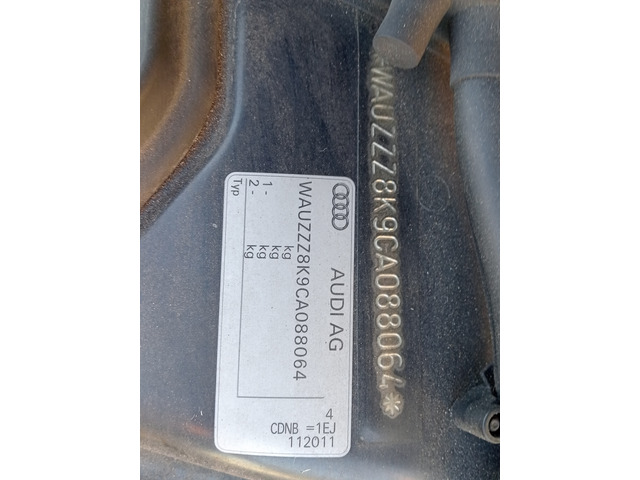 *WAUZZZ8K9CA088064*
AUDI AG
WAUZZZ8K9CA088064
kg
kg
1- kg
2- kg
Typ
4
CDNB =1EJ
112011